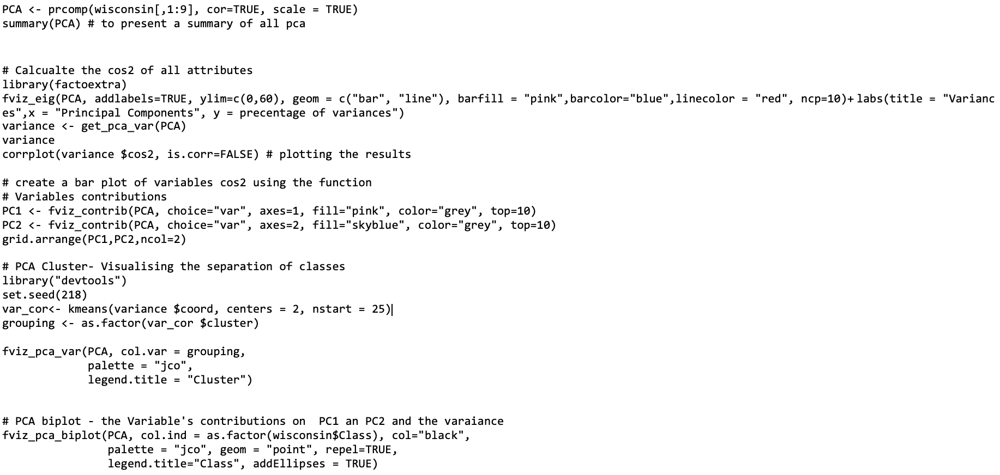 PCA <- prcomp(wisconsin[,1:9], cor=TRUE, scale = TRUE)
summary(PCA) # to present a summary of all pca
# Calcualte the cos2 of all attributes
library(factoextra)
fviz_eig(PCA, addlabels=TRUE, ylim=c(0,60), geom = c("bar", "line"), barfill = "pink",barcolor="blue",linecolor = "red", ncp=10)+ labs(title = "Varianc
es",x = "Principal Components", y = precentage of variances")
variance <- get_pca_var(PCA)
variance
corrplot(variance $cos2, is.corr=FALSE) # plotting the results
# create a bar plot of variables cos2 using the function
# Variables contributions
PC1 <- fviz_contrib(PCA, choice="var", axes=1, fill="pink", color="grey", top=10)
PC2 <- fviz_contrib(PCA, choice="var", axes=2, fill="skyblue", color="grey", top=10)
grid.arrange(PC1,PC2,ncol=2)
# PCA Cluster- Visualising the separation of classes
library("devtools")
set.seed(218)
var_cor<- kmeans(variance $coord, centers = 2, nstart = 25)
grouping <- as.factor(var_cor $cluster)
fviz_pca_var(PCA, col.var = grouping,
palette = "jco",
legend.title = "Cluster")
# PCA biplot - the Variable's contributions on  PC1 an PC2 and the varaiance
fviz_pca_biplot(PCA, col.ind = as.factor(wisconsin$Class), col="black",
palette = "jco", geom = "point", repel=TRUE,
legend.title="Class", addEllipses = TRUE)